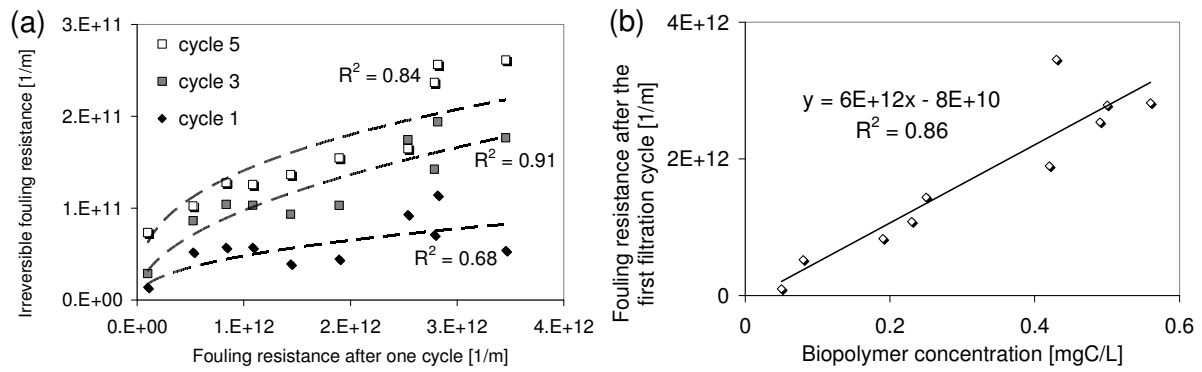 (a)
Irreversible fouling resistance [1/m]
3.E+11
2.E+11
1.E+11
0.E+00
cycle 5
cycle 3
cycle 1
R² = 0.84
R² = 0.91
R² = 0.68
0.E+00 1.E+12 2.E+12 3.E+12 4.E+12
Fouling resistance after one cycle [1/m]
(b)
Fouling resistance after the
first filtration cycle [1/m]
4E+12
2E+12
0
y = 6E+12x - 8E+10
R² = 0.86
0 0.2 0.4 0.6
Biopolymer concentration [mgC/L]